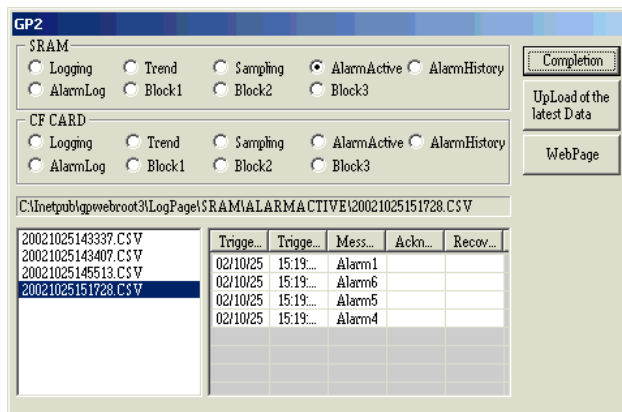 GP2
SRAM
Logging Trend Sampling AlarmActive AlarmHistory
AlarmLog Block1 Block2 Block3
CF CARD
Logging Trend Sampling AlarmActive AlarmHistory
AlarmLog Block1 Block2 Block3
Completion
UpLoad of the
latest Data
WebPage
C:\Inetpub\gpwebroot3\LogPage\SRAM\ALARMACTIVE\20021025151728.CSV
20021025143337.CSV
20021025143407.CSV
20021025145513.CSV
20021025151728.CSV
Trigge... Trigge... Mess... Ackn... Recov...
02/10/25 15:19:... Alarm1
02/10/25 15:19:... Alarm6
02/10/25 15:19:... Alarm5
02/10/25 15:19:... Alarm4